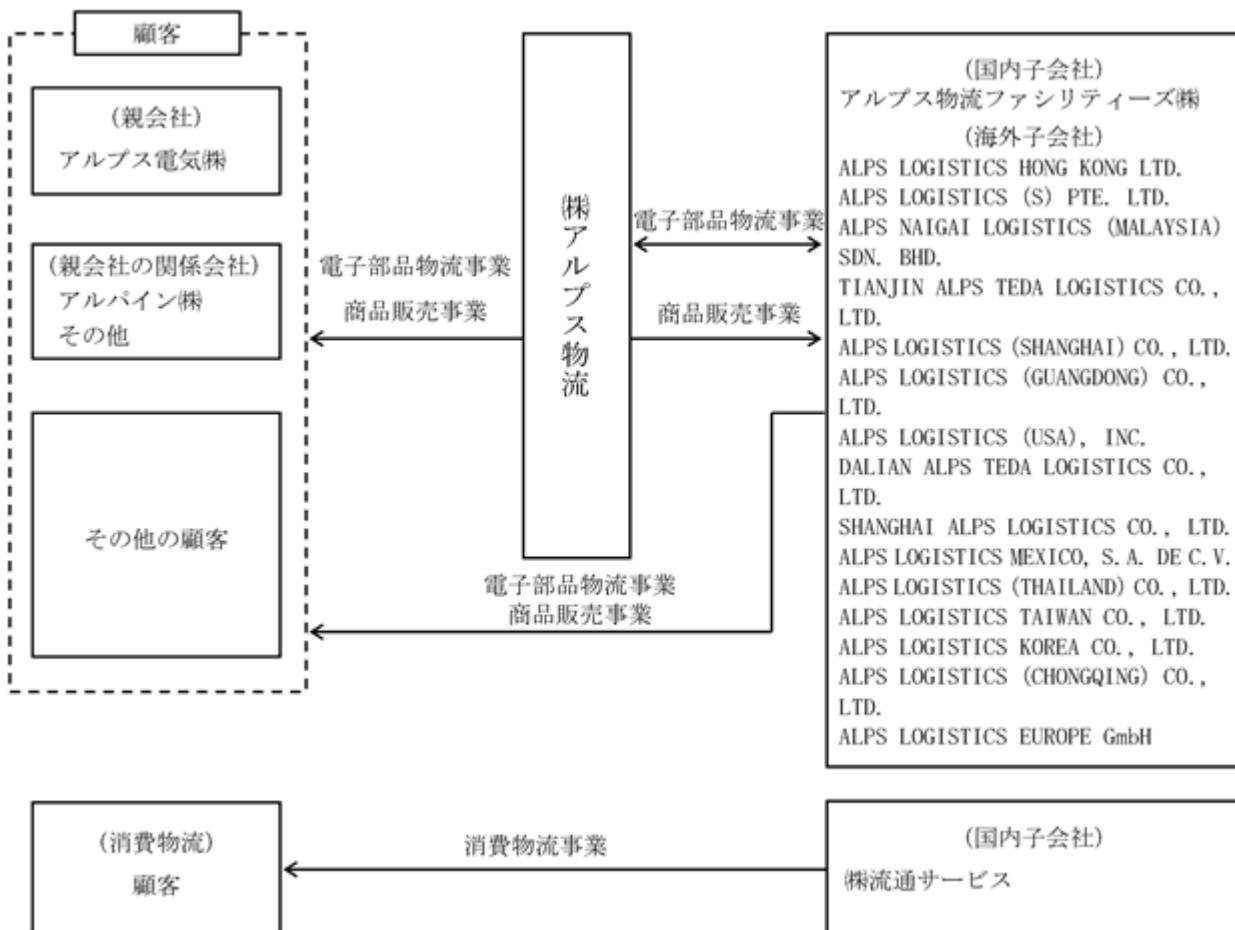 顧客
(親会社)
アルプス電気㈱
(親会社の関係会社)
アルパイン㈱
その他
その他の顧客
電子部品物流事業
商品販売事業
㈱アルプス物流
電子部品物流事業
商品販売事業
電子部品物流事業
商品販売事業
(国内子会社)
アルプス物流ファシリティーズ㈱
(海外子会社)
ALPS LOGISTICS HONG KONG LTD.
ALPS LOGISTICS (S) PTE. LTD.
ALPS NAIGAI LOGISTICS (MALAYSIA)
SDN. BHD.
TIANJIN ALPS TEDA LOGISTICS CO.,
LTD.
ALPS LOGISTICS (SHANGHAI) CO., LTD.
ALPS LOGISTICS (GUANGDONG) CO.,
LTD.
ALPS LOGISTICS (USA), INC.
DALIAN ALPS TEDA LOGISTICS CO.,
LTD.
SHANGHAI ALPS LOGISTICS CO., LTD.
ALPS LOGISTICS MEXICO, S.A. DE C.V.
ALPS LOGISTICS (THAILAND) CO., LTD.
ALPS LOGISTICS TAIWAN CO., LTD.
ALPS LOGISTICS KOREA CO., LTD.
ALPS LOGISTICS (CHONGQING) CO.,
LTD.
ALPS LOGISTICS EUROPE GmbH
(消費物流)
顧客
消費物流事業
(国内子会社)
㈱流通サービス